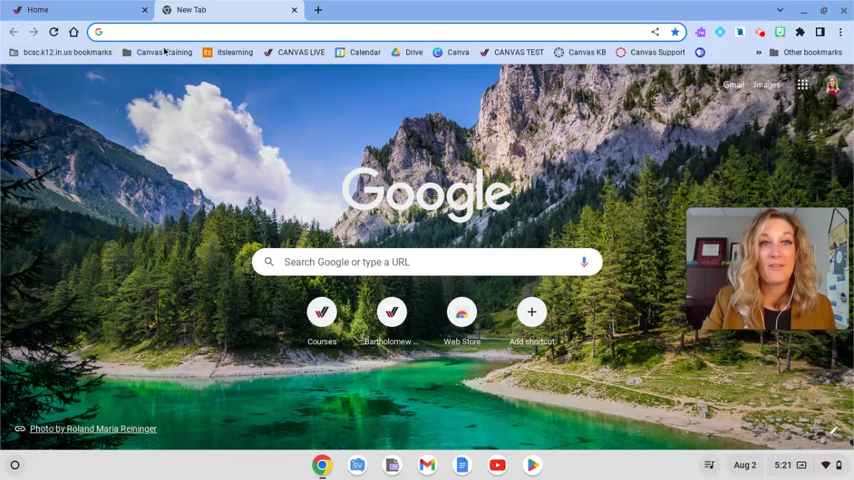 Home
New Tab
bcsc.k12.in.us bookmarks
Canvas Training
itslearning
CANVAS LIVE
Calendar
Drive
Canva
CANVAS TEST
Canvas KB
Canvas Support
Other bookmarks
Gmail
Images
Google
Search Google or type a URL
Courses
Bartholomew ...
Web Store
Add shortcut
Photo by Roland Maria Reininger
Aug 2
5:21